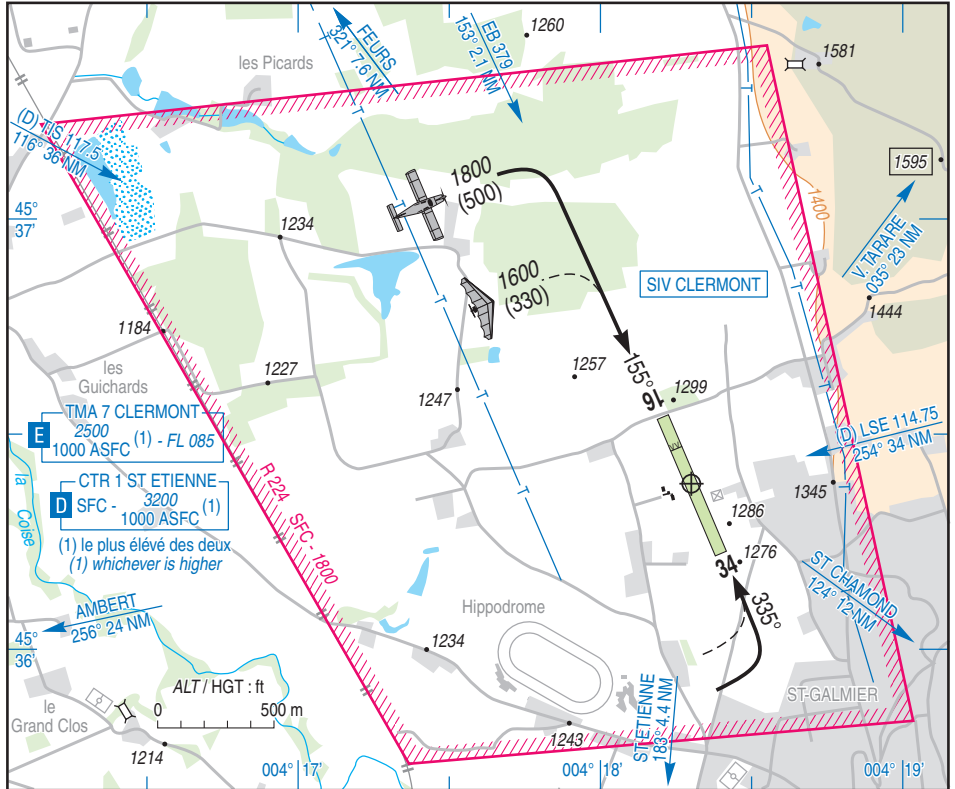 1260
FEURS
321° 7.6 NM
EB 379
153° 2.1 NM
les Picards
1581
(D) TIS 117.5
116° 36 NM
1800
(500)
1595
45°
37'
1400
1234
1600
(330)
SIV CLERMONT
V. TARARE
035° 23 NM
1444
1184
les
Guichards
1227
1257
155°
16
1299
1247
TMA 7 CLERMONT
E
2500
1000 ASFC
(1) - FL 085
(D) LSE 114.75
254° 34 NM
CTR 1 ST ETIENNE
D
SFC -
3200
1000 ASFC
(1)
(1) le plus élévé des deux
(1) whichever is higher
la
Coise
R 224 SFC - 1800
1345
1286
34
1276
ST CHAMOND
124° 12 NM
335°
Hippodrome
AMBERT
256° 24 NM
45°
36'
1234
ALT / HGT : ft
0
500 m
le
Grand Clos
1214
1243
ST ETIENNE
183° 4.4 NM
ST-GALMIER
004° 17'
004° 18'
004° 19'
T
T
T
T
T
T
T